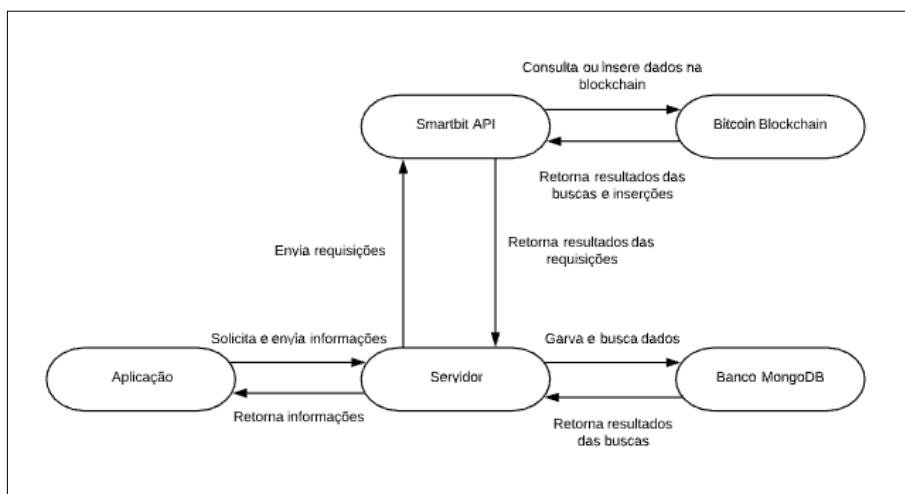 Consulta ou insere dados na
blockchain
Smartbit API
Bitcoin Blockchain
Retorna resultados das
buscas e inserções
Envia requisições
Retorna resultados das
requisições
Solicita e envia informações
Garva e busca dados
Aplicação
Servidor
Banco MongoDB
Retorna informações
Retorna resultados
das buscas